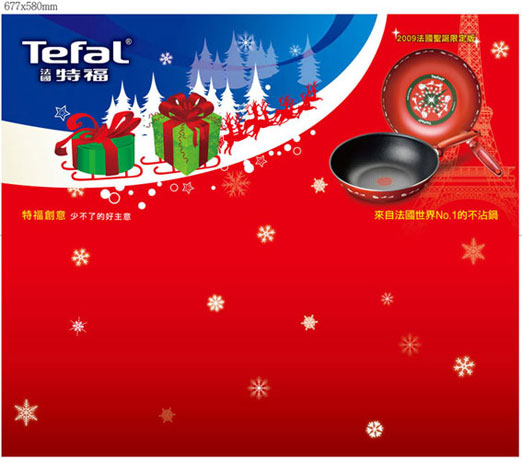 677x580mm
Tefal®
法國 特福
2009法國聖誕限定版
特福創意 少不了的好主意
來自法國世界No.1的不沾鍋